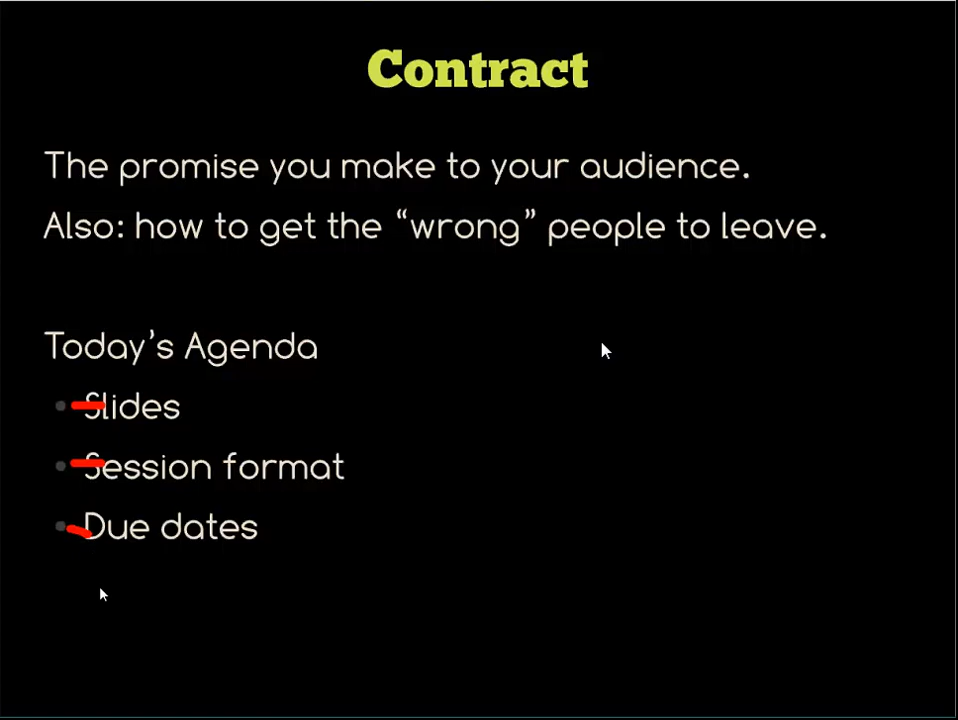 Contract
The promise you make to your audience.
Also: how to get the “wrong” people to leave.
Today’s Agenda
Slides
Session format
Due dates